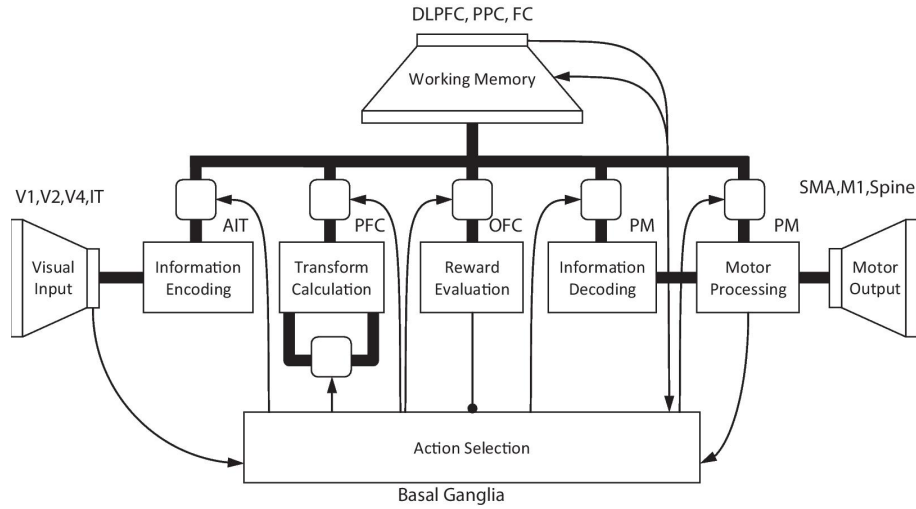 DLPFC, PPC, FC
Working Memory
V1,V2,V4,IT
SMA,M1,Spine
AIT
PFC
OFC
PM
PM
Visual
Input
Information
Encoding
Transform
Calculation
Reward
Evaluation
Information
Decoding
Motor
Processing
Motor
Output
Action Selection
Basal Ganglia